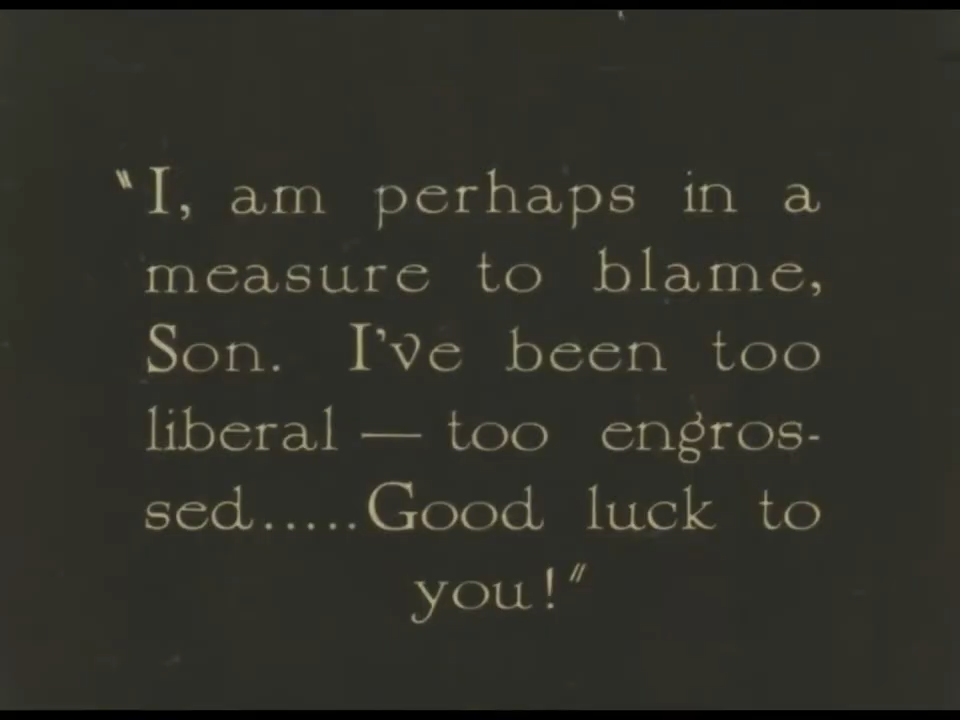 "I, am perhaps in a
measure to blame,
Son. I've been too
liberal — too engros-
sed.....Good luck to
you!"